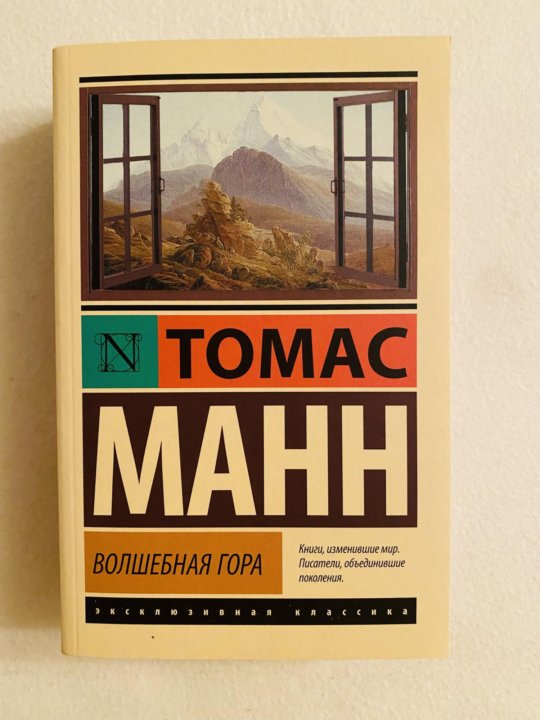 N ТОМАС
МАНН
ВОЛШЕБНАЯ ГОРА
Книги, изменившие мир.
Писатели, объединившие
поколения.
эксклюзивная классика